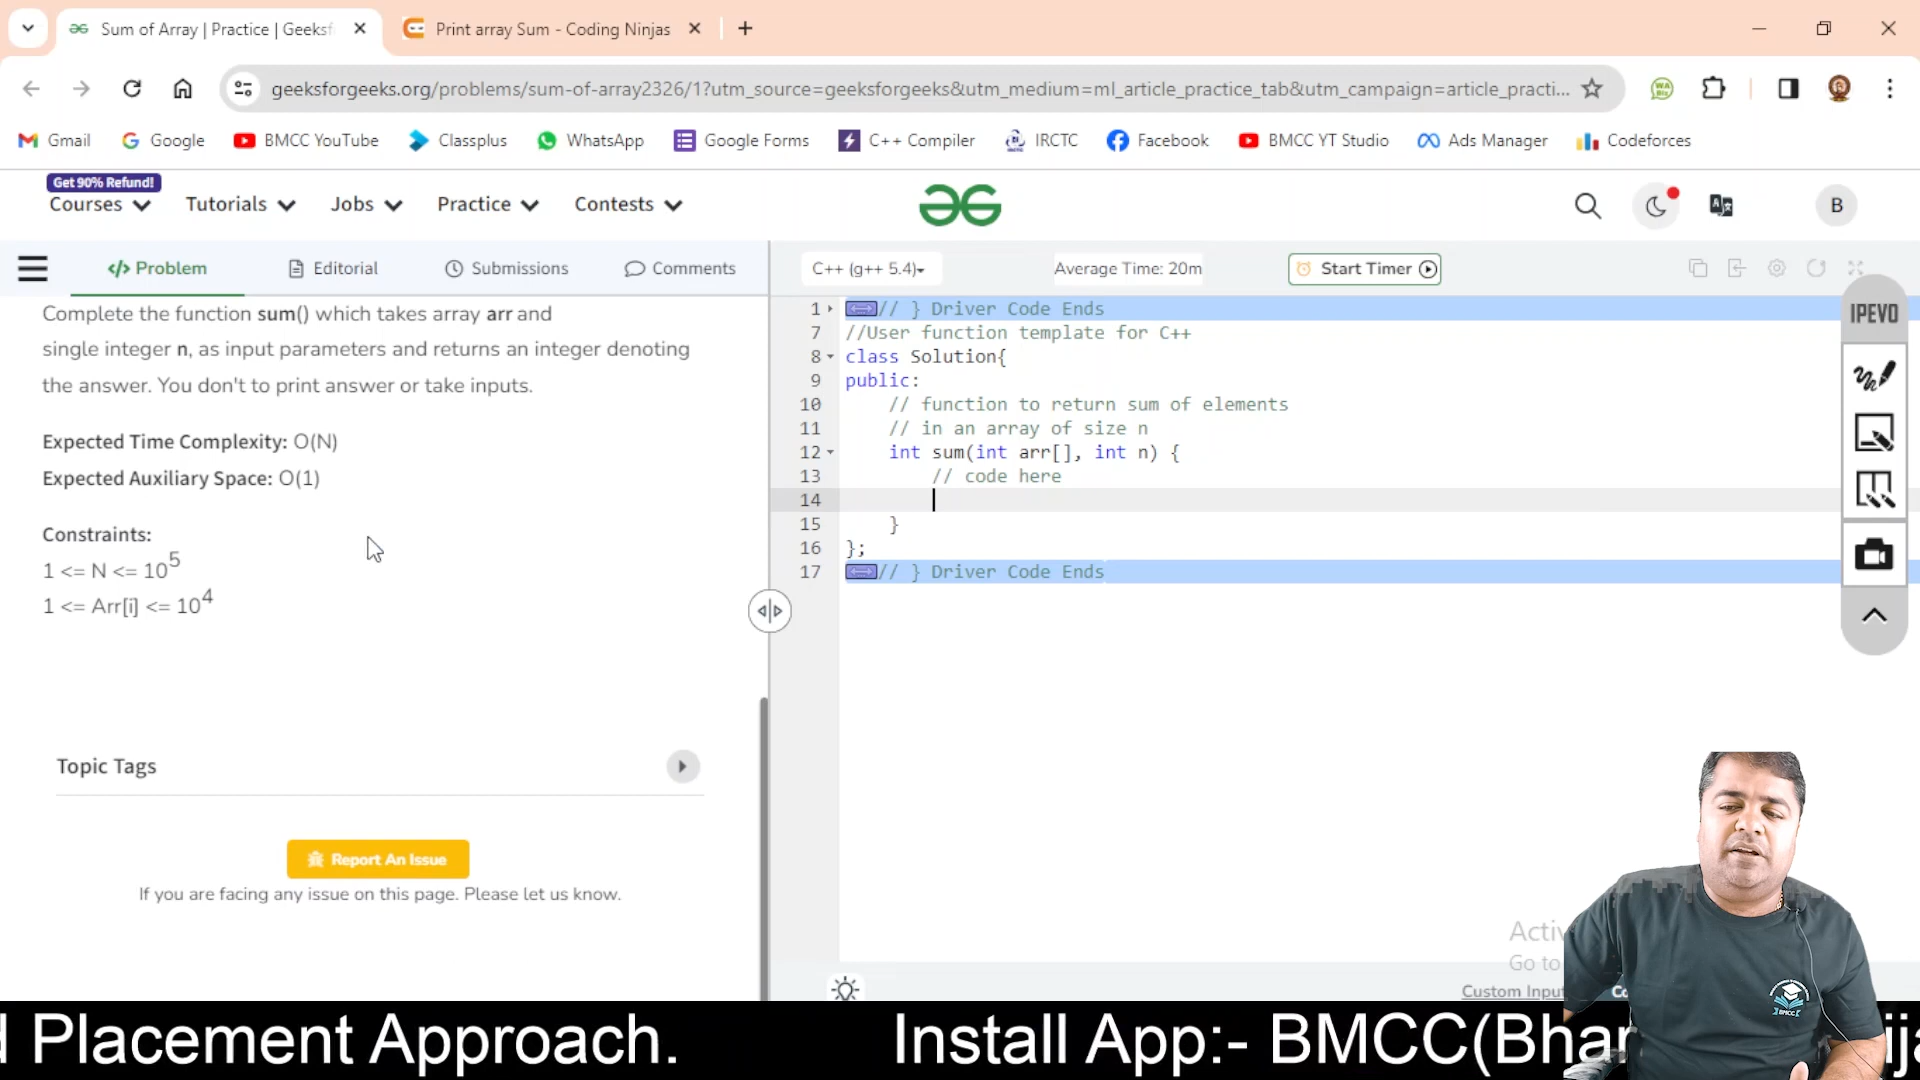 Sum of Array | Practice | Geeksf
Print array Sum - Coding Ninjas
geeksforgeeks.org/problems/sum-of-array2326/1?utm_source=geeksforgeeks&utm_medium=ml_article_practice_tab&utm_campaign=article_practi...
Gmail Google BMCC YouTube Classplus WhatsApp Google Forms C++ Compiler IRCTC Facebook BMCC YT Studio Ads Manager Codeforces
Get 90% Refund!
Courses Tutorials Jobs Practice Contests
B
Problem Editorial Submissions Comments
C++ (g++ 5.4) Average Time: 20m Start Timer
Complete the function sum() which takes array arr and
single integer n, as input parameters and returns an integer denoting
the answer. You don't to print answer or take inputs.
Expected Time Complexity: O(N)
Expected Auxiliary Space: O(1)
Constraints:
1 <= N <= 10^5
1 <= Arr[i] <= 10^4
Topic Tags
Report An Issue
If you are facing any issue on this page. Please let us know.
1 // } Driver Code Ends
7 //User function template for C++
8 class Solution{
9 public:
10 // function to return sum of elements
11 // in an array of size n
12 int sum(int arr[], int n) {
13 // code here
14
15 }
16 };
17 // } Driver Code Ends
IPEVO
Go to
Custom Input
BMCC
Placement Approach. Install App:- BMCC(Bha